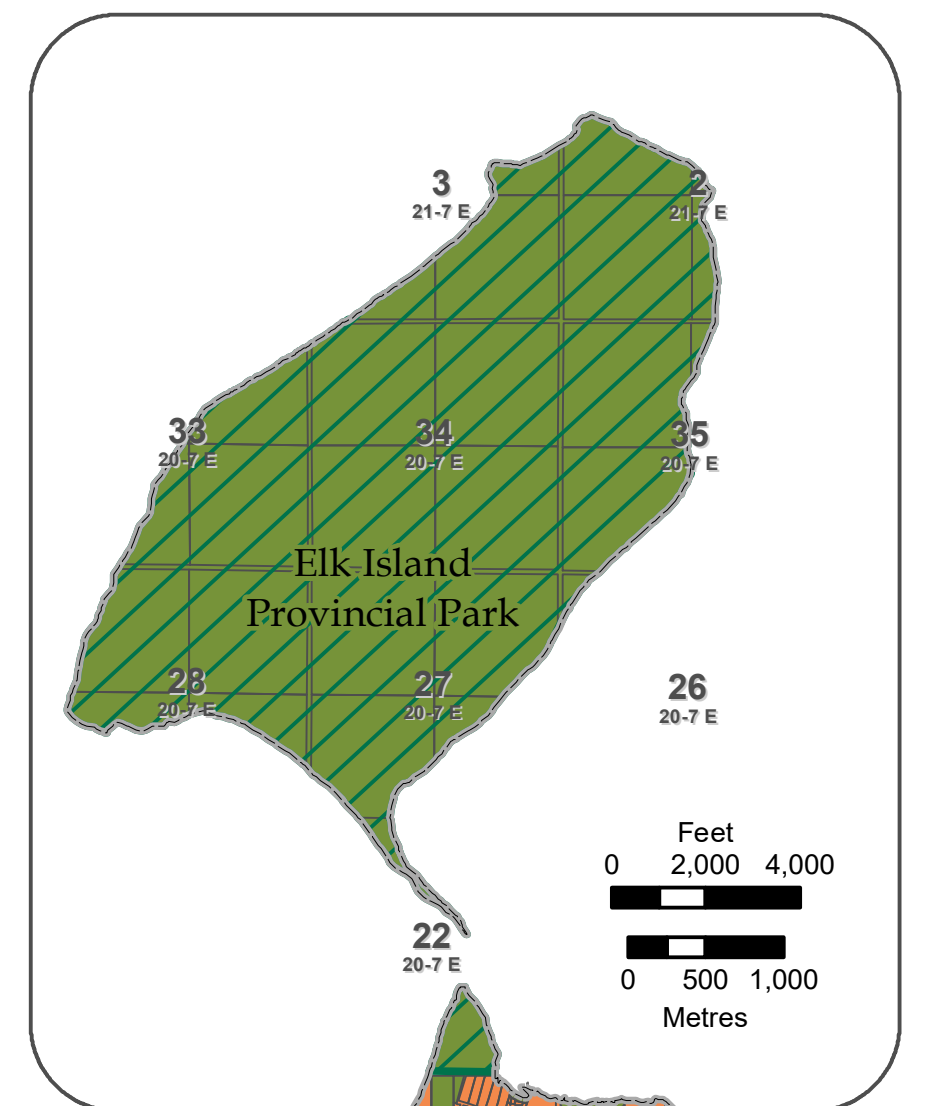 3
21-7 E
2
21-7 E
33
20-7 E
34
20-7 E
35
20-7 E
Elk Island
Provincial Park
28
20-7 E
27
20-7 E
26
20-7 E
Feet
0 2,000 4,000
22
20-7 E
0 500 1,000
Metres